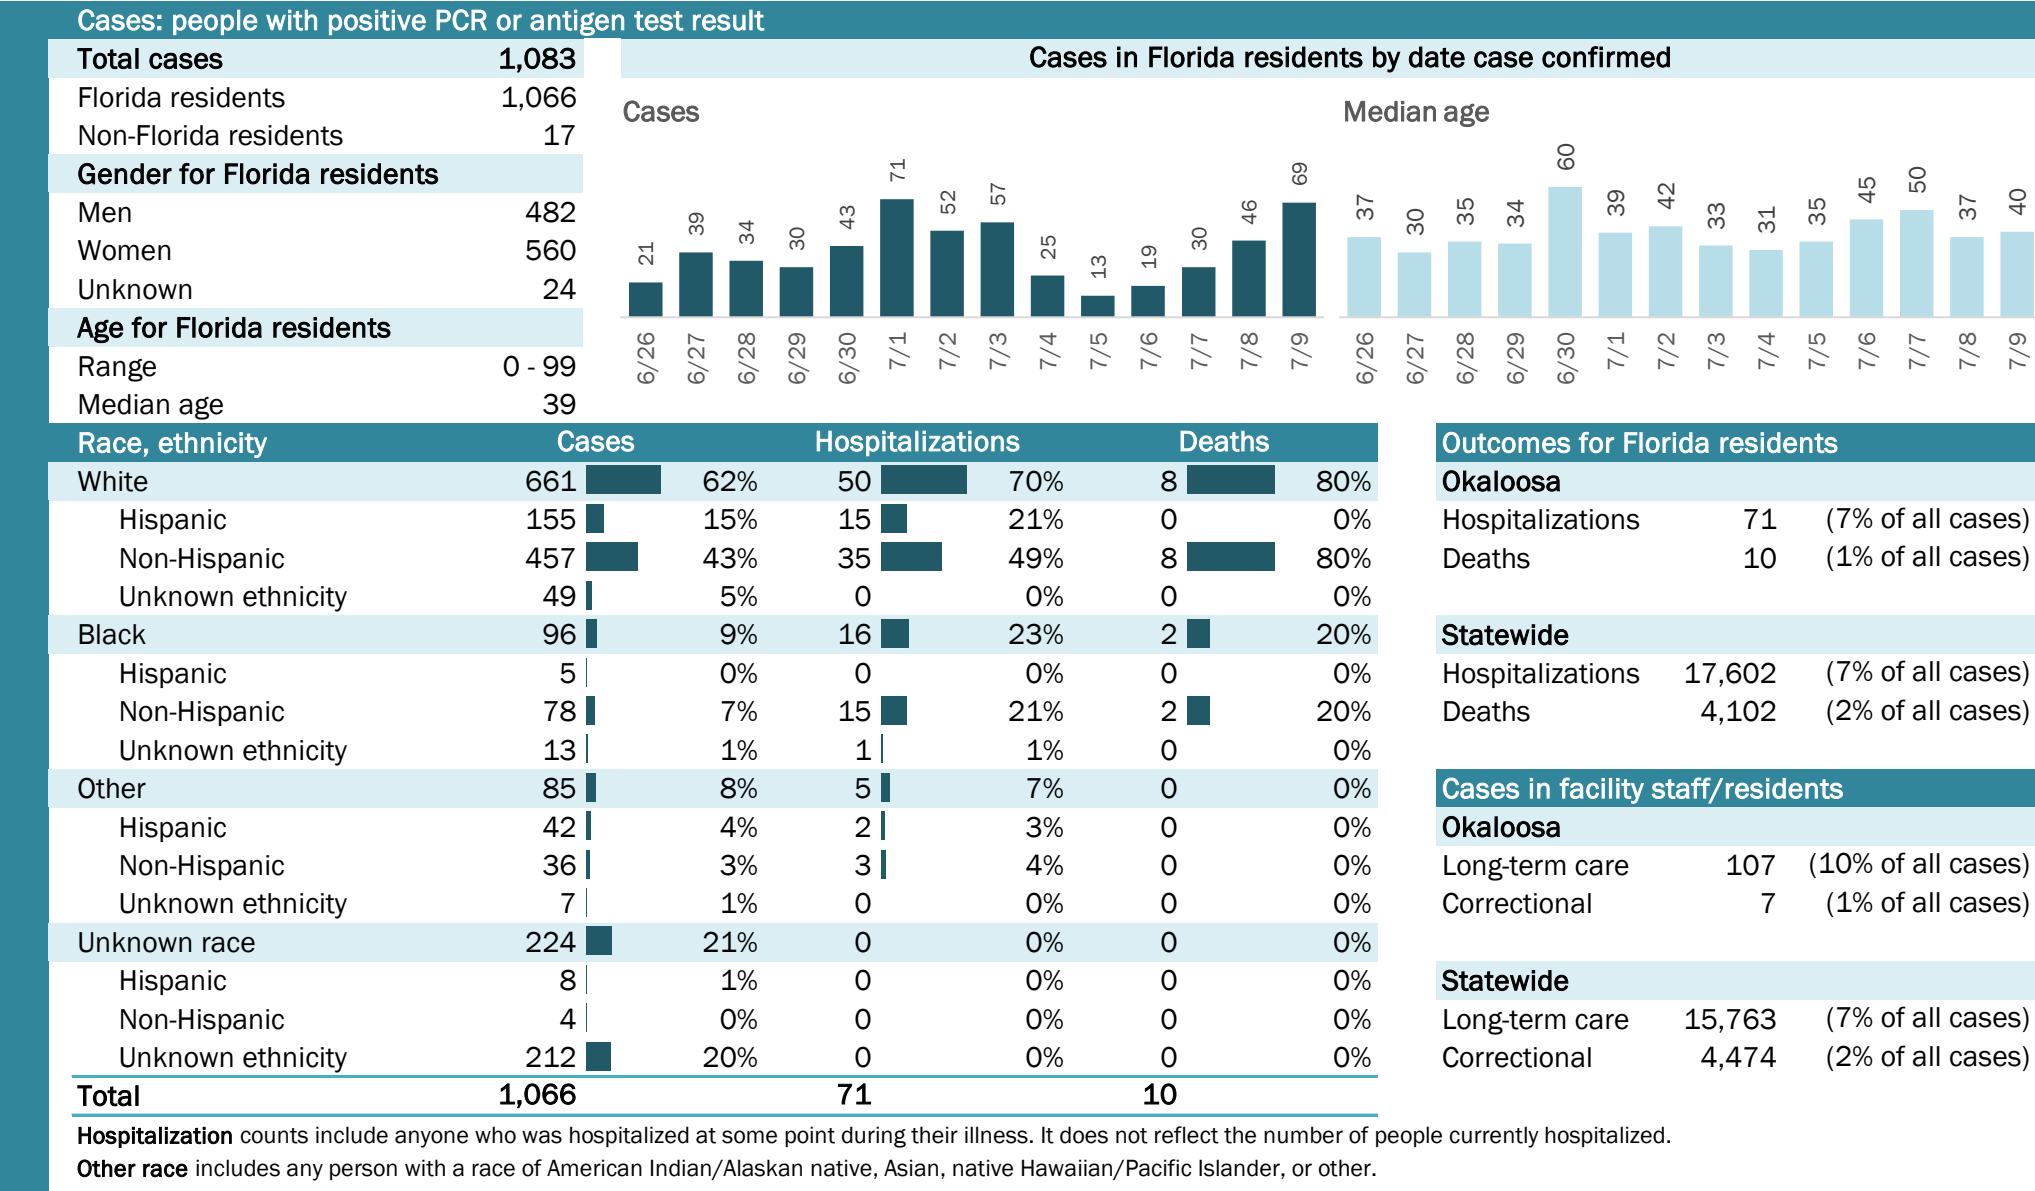 Cases: people with positive PCR or antigen test result
Total cases 1,083
Florida residents 1,066
Non-Florida residents 17
Gender for Florida residents
Men 482
Women 560
Unknown 24
Age for Florida residents
Range 0 - 99
Median age 39
Cases in Florida residents by date case confirmed
Cases
21 39 34 30 43 71 52 57 25 13 19 30 46 69
6/26 6/27 6/28 6/29 6/30 7/1 7/2 7/3 7/4 7/5 7/6 7/7 7/8 7/9
Median age
37 30 35 34 60 39 42 33 31 35 45 50 37 40
6/26 6/27 6/28 6/29 6/30 7/1 7/2 7/3 7/4 7/5 7/6 7/7 7/8 7/9
Race, ethnicity Cases Hospitalizations Deaths
White 661 62% 50 70% 8 80%
Hispanic 155 15% 15 21% 0 0%
Non-Hispanic 457 43% 35 49% 8 80%
Unknown ethnicity 49 5% 0 0% 0 0%
Black 96 9% 16 23% 2 20%
Hispanic 5 0% 0 0% 0 0%
Non-Hispanic 78 7% 15 21% 2 20%
Unknown ethnicity 13 1% 1 1% 0 0%
Other 85 8% 5 7% 0 0%
Hispanic 42 4% 2 3% 0 0%
Non-Hispanic 36 3% 3 4% 0 0%
Unknown ethnicity 7 1% 0 0% 0 0%
Unknown race 224 21% 0 0% 0 0%
Hispanic 8 1% 0 0% 0 0%
Non-Hispanic 4 0% 0 0% 0 0%
Unknown ethnicity 212 20% 0 0% 0 0%
Total 1,066 71 10
Outcomes for Florida residents
Okaloosa
Hospitalizations 71 (7% of all cases)
Deaths 10 (1% of all cases)
Statewide
Hospitalizations 17,602 (7% of all cases)
Deaths 4,102 (2% of all cases)
Cases in facility staff/residents
Okaloosa
Long-term care 107 (10% of all cases)
Correctional 7 (1% of all cases)
Statewide
Long-term care 15,763 (7% of all cases)
Correctional 4,474 (2% of all cases)
Hospitalization counts include anyone who was hospitalized at some point during their illness. It does not reflect the number of people currently hospitalized.
Other race includes any person with a race of American Indian/Alaskan native, Asian, native Hawaiian/Pacific Islander, or other.